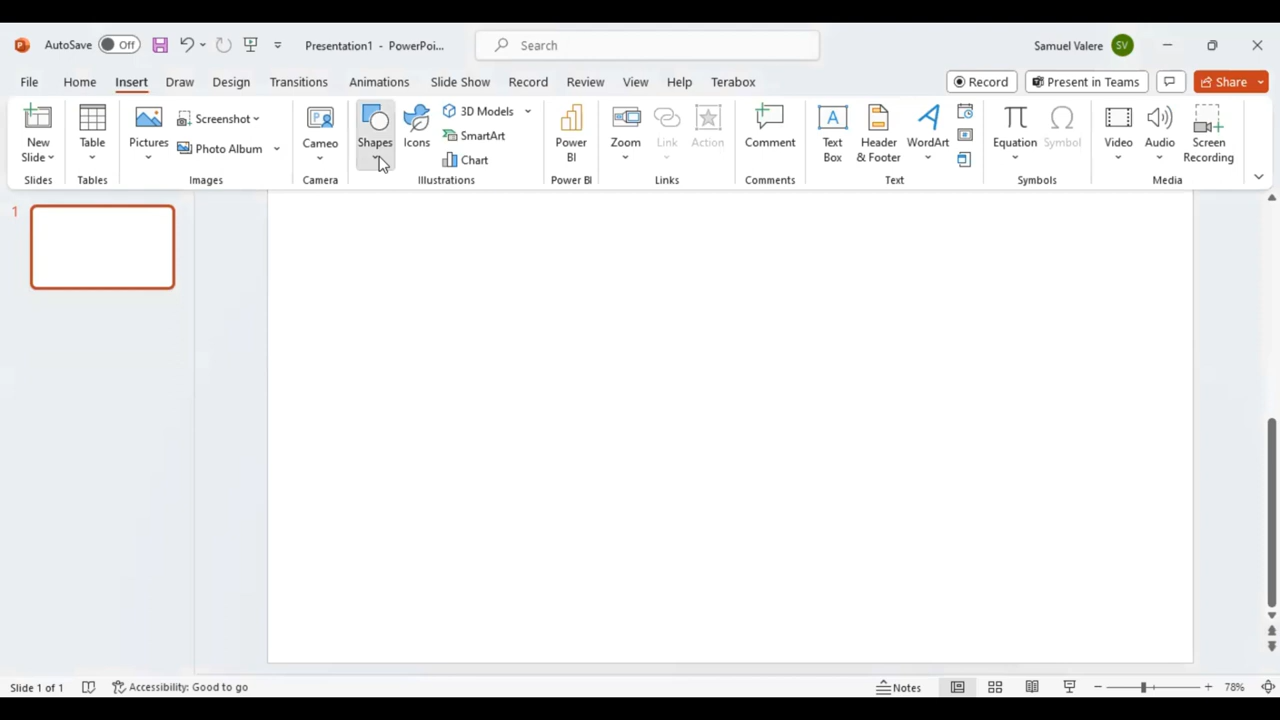 AutoSave Off Presentation1 - PowerPoi... Search Samuel Valere SV
File Home Insert Draw Design Transitions Animations Slide Show Record Review View Help Terabox Record Present in Teams Share
New Slide
Slides
Table
Tables
Pictures
Screenshot
Photo Album
Images
Cameo
Camera
Shapes
Icons
3D Models
SmartArt
Chart
Illustrations
Power BI
Power BI
Zoom
Link
Action
Links
Comment
Comments
Text Box
Header & Footer
WordArt
Text
Equation
Symbol
Symbols
Video
Audio
Screen Recording
Media
1
Slide 1 of 1 Accessibility: Good to go Notes 78%